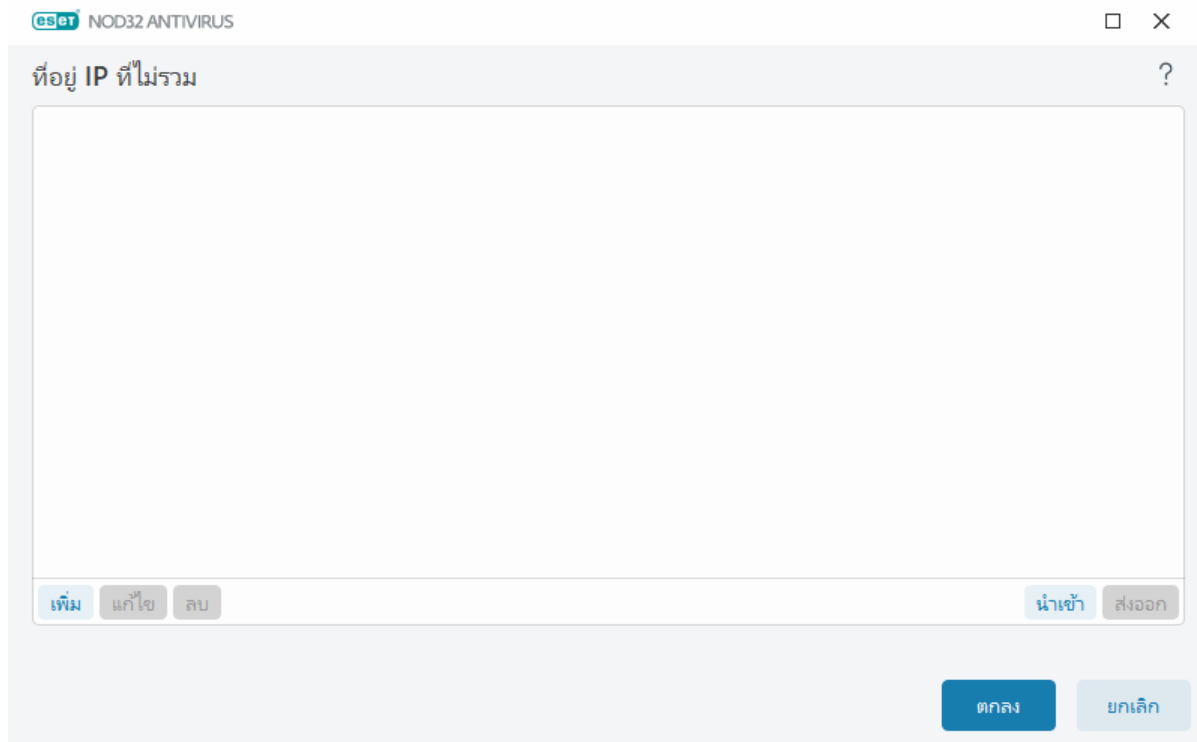 eset NOD32 ANTIVIRUS
ที่อยู่ IP ที่ไม่รวม ?
เพิ่ม แก้ไข ลบ นำเข้า ส่งออก
ตกลง ยกเลิก